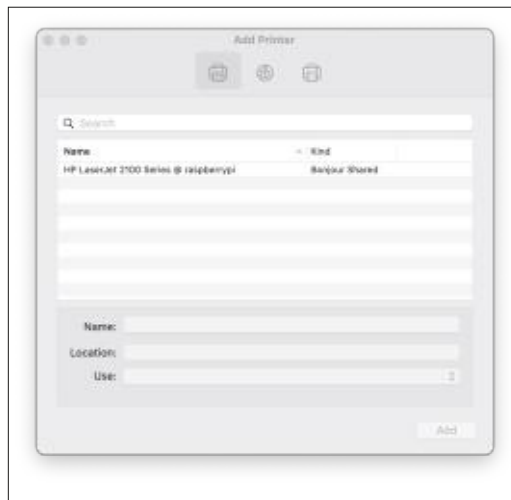 Add Printer
Search
Name Kind
HP LaserJet 2100 Series @ raspberrypi Bonjour Shared
Name:
Location:
Use:
Add